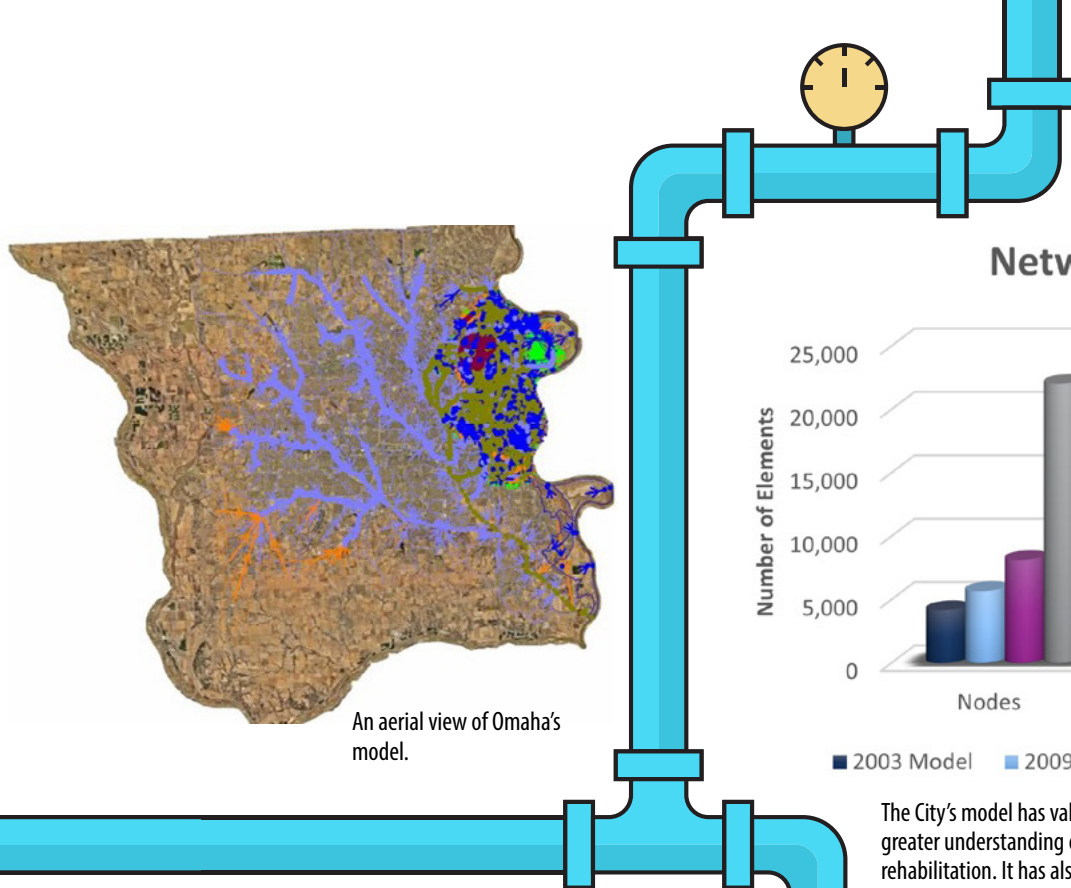 An aerial view of Omaha’s
model.
Netw
Number of Elements
25,000
20,000
15,000
10,000
5,000
0
Nodes
2003 Model
2009
The City’s model has val
greater understanding
rehabilitation. It has als